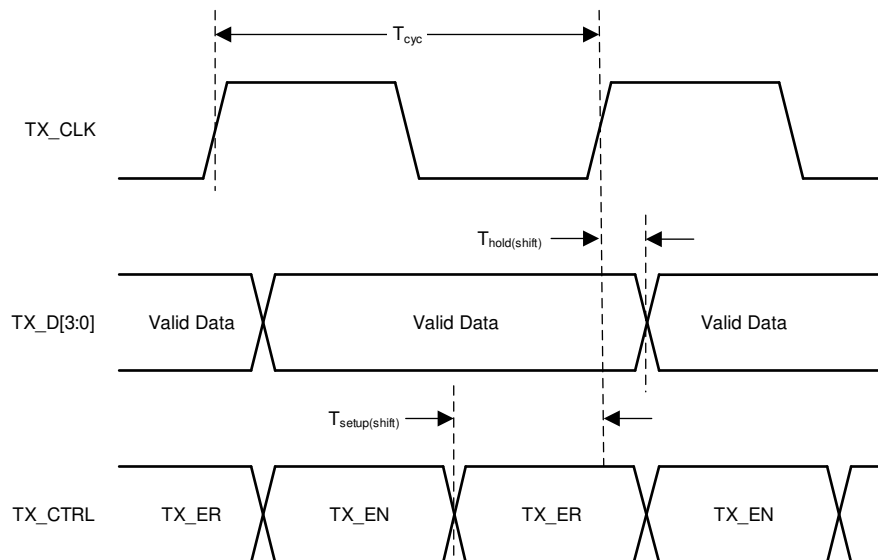 T_cyc
TX_CLK
T_hold(shift)
TX_D[3:0] Valid Data Valid Data Valid Data
T_setup(shift)
TX_CTRL TX_ER TX_EN TX_ER TX_EN